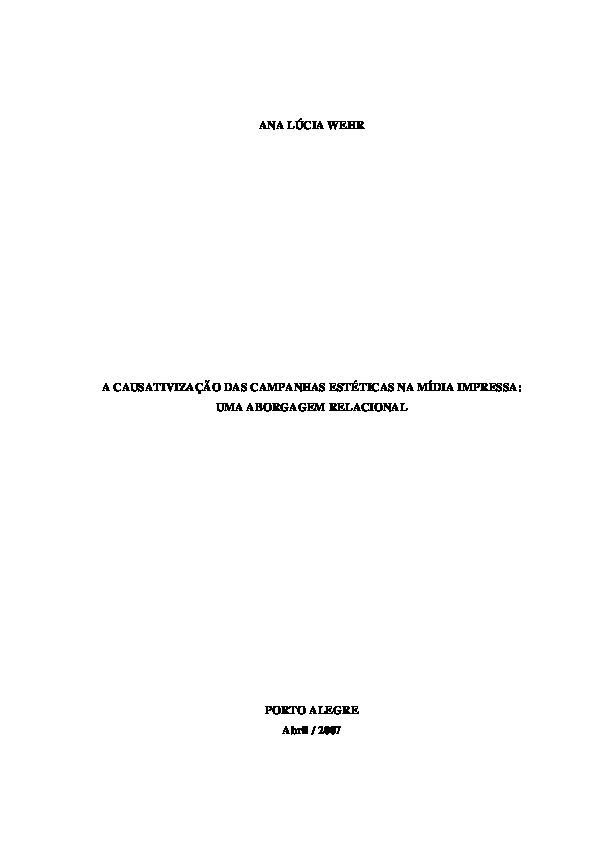 ANA LÚCIA WEHR
A CAUSATIVIZAÇÃO DAS CAMPANHAS ESTÉTICAS NA MÍDIA IMPRESSA:
UMA ABORGAGEM RELACIONAL
PORTO ALEGRE
Abril / 2007